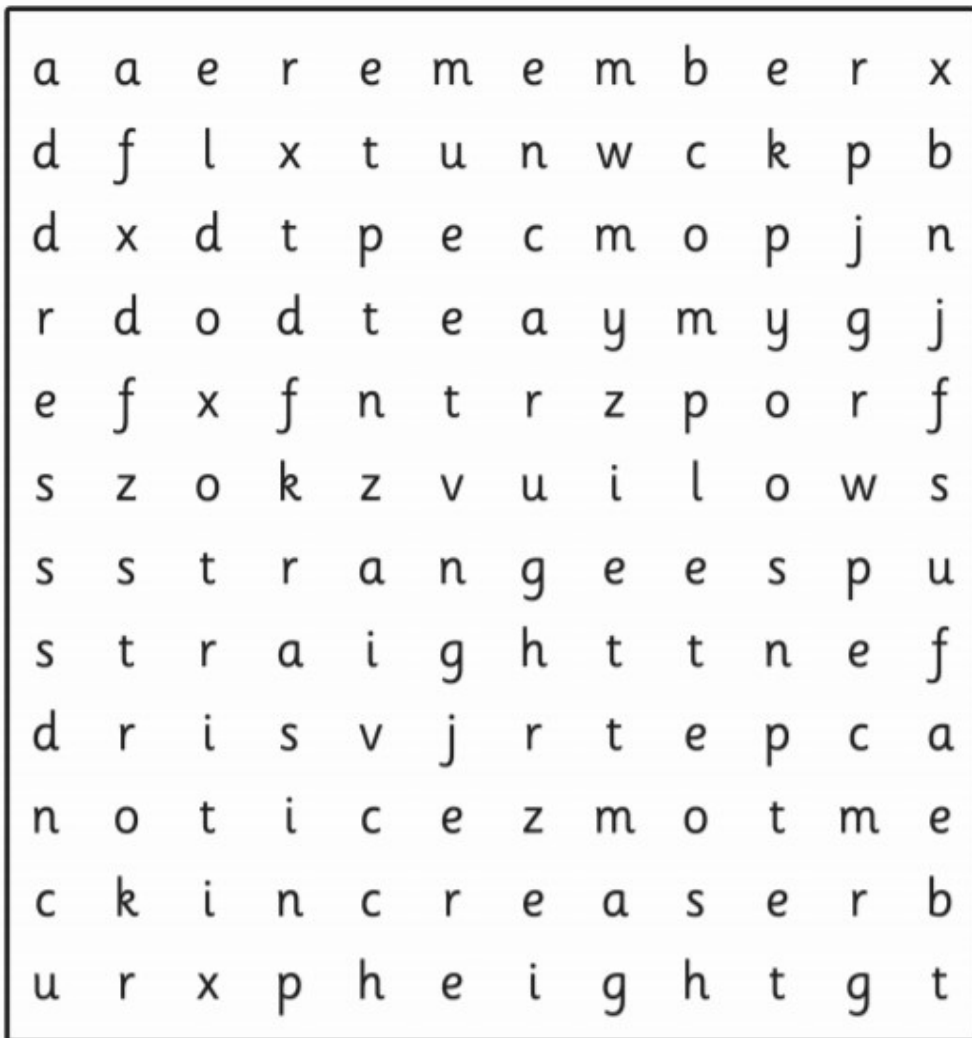 a a e r e m e m b e r x
d f l x t u n w c k p b
d x d t p e c m o p j n
r d o d t e a y m y g j
e f x f n t r z p o r f
s z o k z v u i l o w s
s s t r a n g e e s p u
s t r a i g h t t n e f
d r i s v j r t e p c a
n o t i c e z m o t m e
c k i n c r e a s e r b
u r x p h e i g h t g t